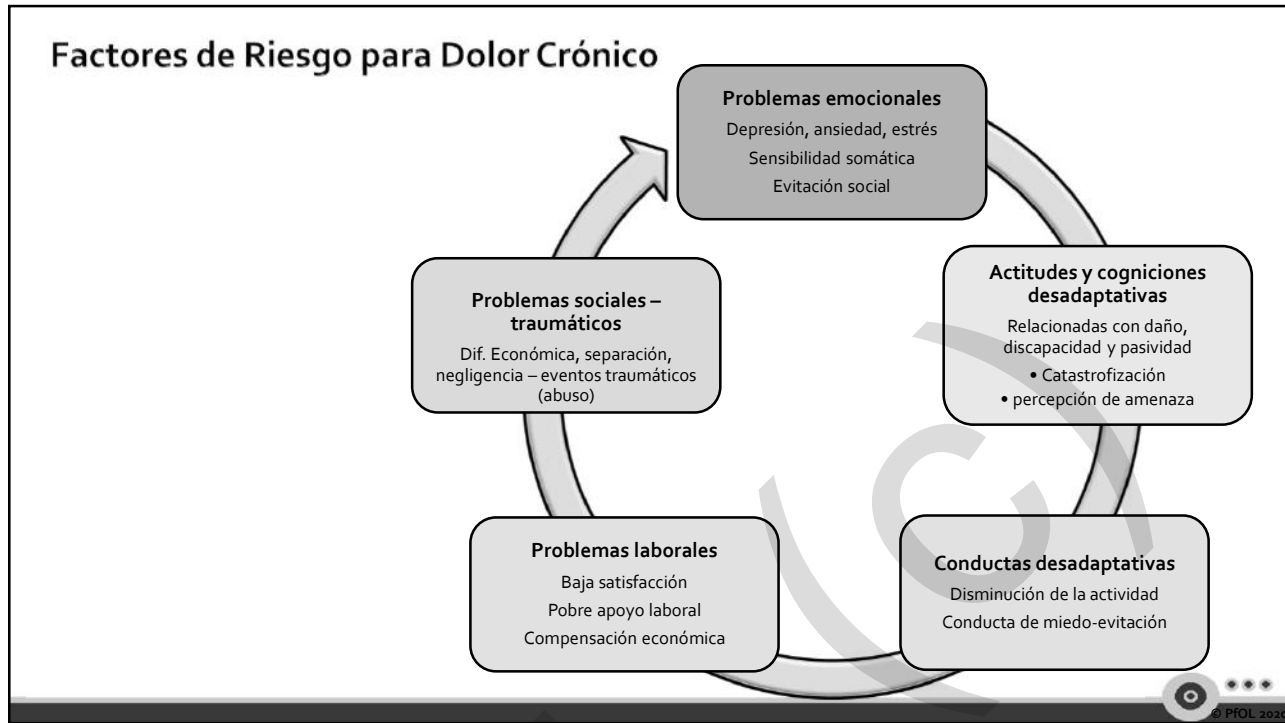 Factores de Riesgo para Dolor Crónico
Problemas emocionales
Depresión, ansiedad, estrés
Sensibilidad somática
Evitación social
Actitudes y cogniciones
desadaptativas
Relacionadas con daño,
discapacidad y pasividad
• Catastrofización
• percepción de amenaza
Conductas desadaptativas
Disminución de la actividad
Conducta de miedo-evitación
Problemas laborales
Baja satisfacción
Pobre apoyo laboral
Compensación económica
Problemas sociales –
traumáticos
Dif. Económica, separación,
negligencia – eventos traumáticos
(abuso)
(c)
© PfOL 2020